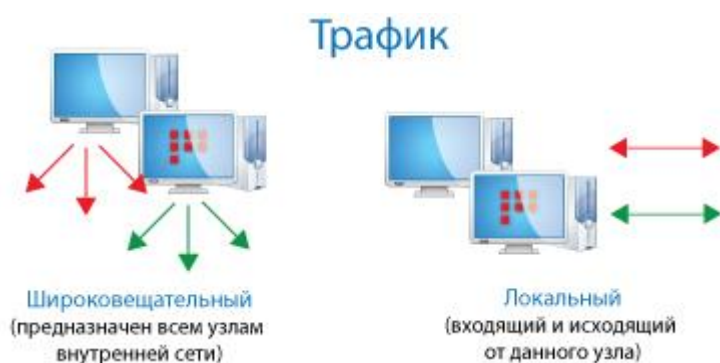 Трафик
Широковещательный
(предназначен всем узлам
внутренней сети)
Локальный
(входящий и исходящий
от данного узла)